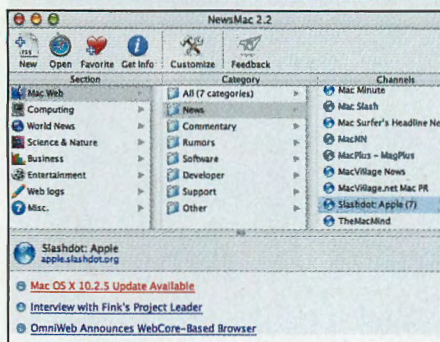 NewsMac 2.2
New Open Favorite Get Info Customize Feedback
Section Category Channels
Mac Web
Computing
World News
Science & Nature
Business
Entertainment
Web logs
Misc.
All (7 categories)
News
Commentary
Rumors
Software
Developer
Support
Other
Mac Minute
Mac Slash
Mac Surfer's Headline Ne
MacNN
MacPlus - MagPlus
MacVillage News
MacVillage.net Mac PR
Slashdot: Apple (7)
TheMacMind
Slashdot: Apple
apple.slashdot.org
Mac OS X 10.2.5 Update Available
Interview with Fink's Project Leader
OmniWeb Announces WebCore-Based Browser